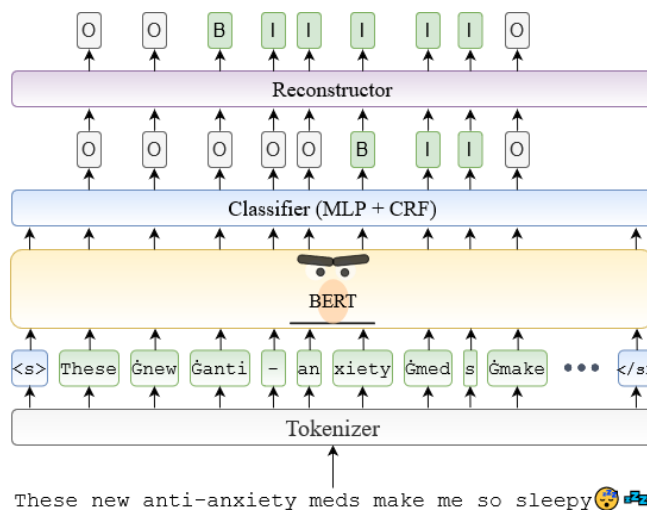 O O B I I I I I O
Reconstructor
O O O O O B I I O
Classifier (MLP + CRF)
BERT
<s> These Ġnew Ġanti - an xiety Ġmed s Ġmake ••• </s
Tokenizer
These new anti-anxiety meds make me so sleepy😴💤